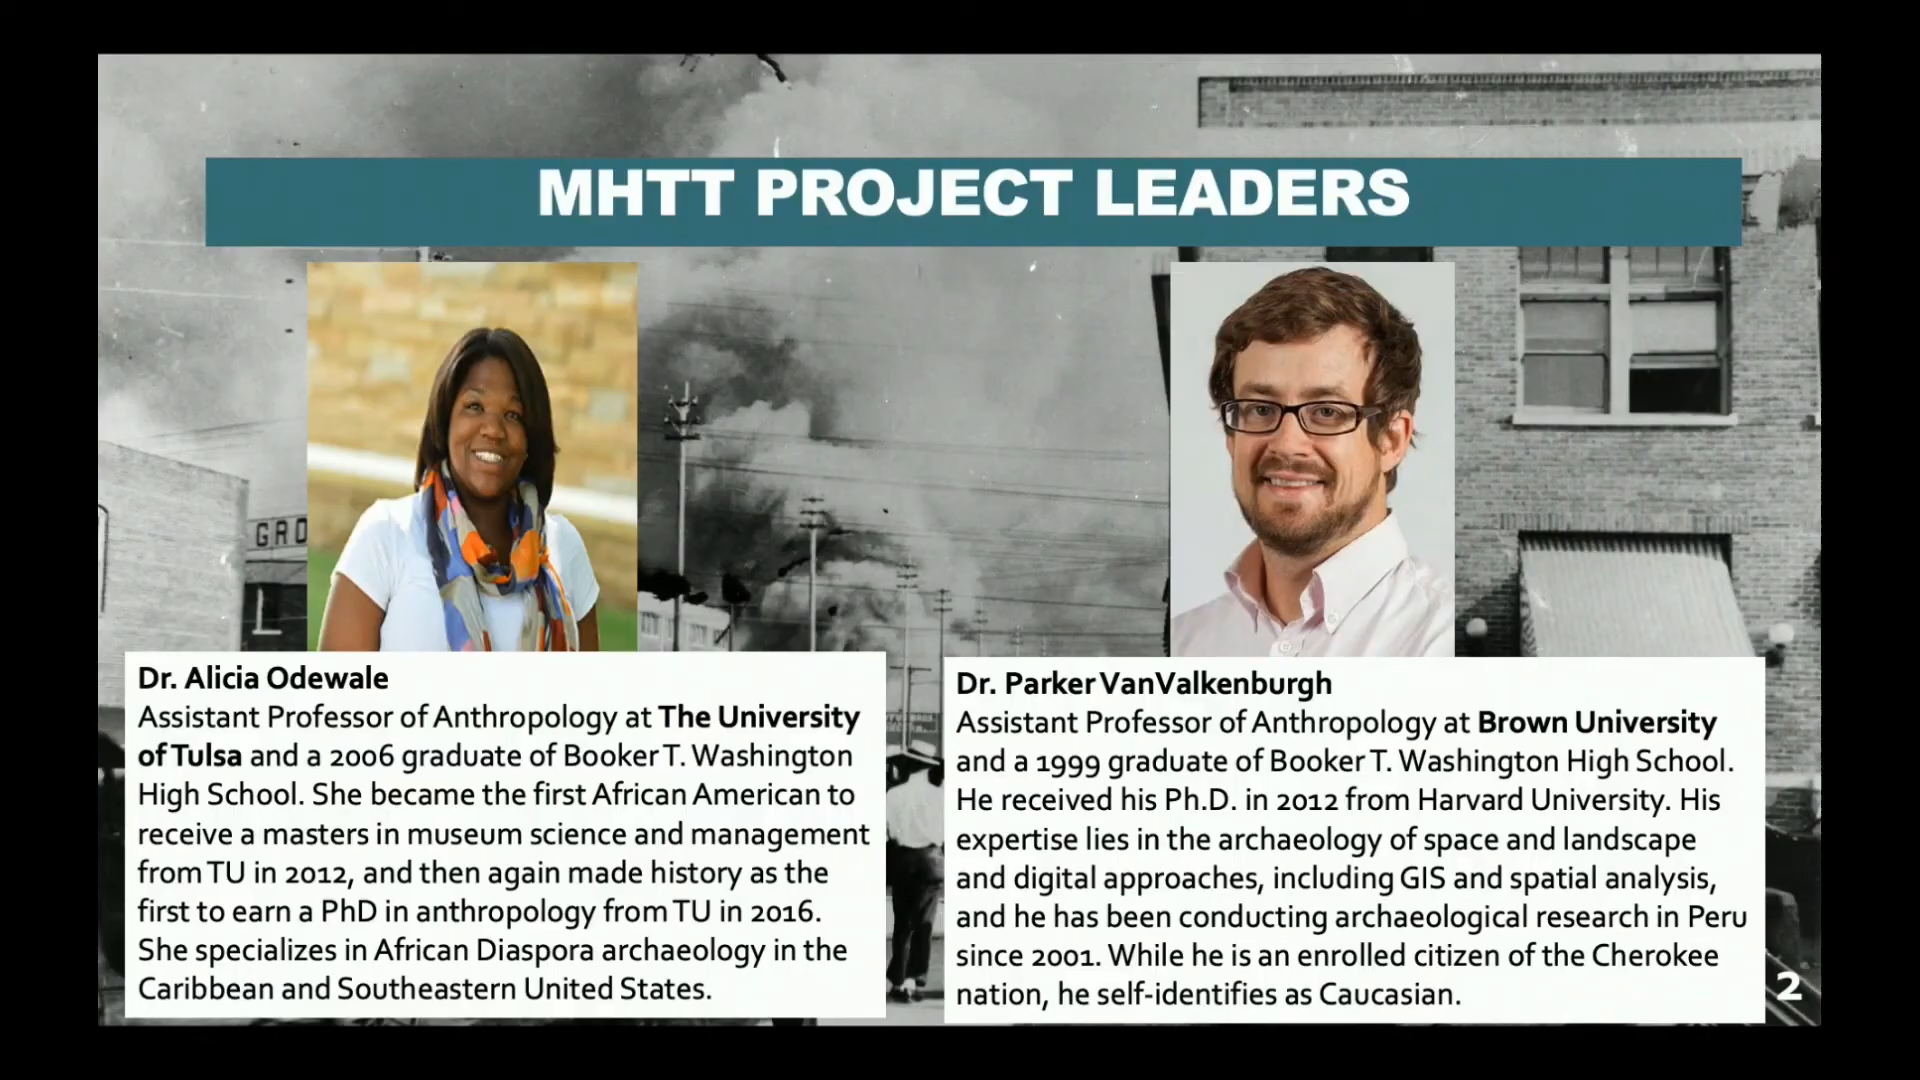 MHTT PROJECT LEADERS
GRO
Dr. Alicia Odewale
Assistant Professor of Anthropology at The University
of Tulsa and a 2006 graduate of Booker T. Washington
High School. She became the first African American to
receive a masters in museum science and management
from TU in 2012, and then again made history as the
first to earn a PhD in anthropology from TU in 2016.
She specializes in African Diaspora archaeology in the
Caribbean and Southeastern United States.
Dr. Parker VanValkenburgh
Assistant Professor of Anthropology at Brown University
and a 1999 graduate of Booker T. Washington High School.
He received his Ph.D. in 2012 from Harvard University. His
expertise lies in the archaeology of space and landscape
and digital approaches, including GIS and spatial analysis,
and he has been conducting archaeological research in Peru
since 2001. While he is an enrolled citizen of the Cherokee
nation, he self-identifies as Caucasian.
2